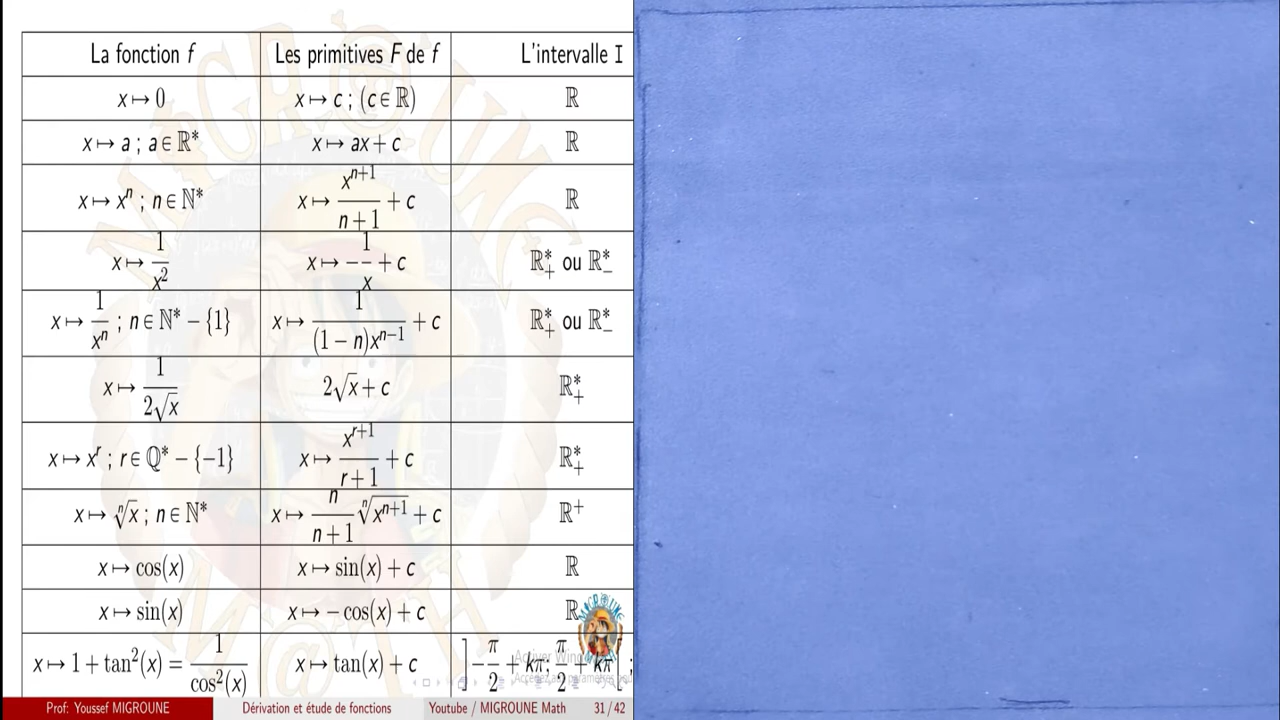 La fonction f Les primitives F de f L'intervalle I
x ↦ 0 x ↦ c ; (c ∈ ℝ) ℝ
x ↦ a ; a ∈ ℝ* x ↦ ax + c ℝ
x ↦ xⁿ ; n ∈ ℕ* x ↦ xⁿ⁺¹/(n + 1) + c ℝ
x ↦ 1/x² x ↦ −1/x + c ℝ*₊ ou ℝ*₋
x ↦ 1/xⁿ ; n ∈ ℕ* − {1} x ↦ 1/((1 − n)xⁿ⁻¹) + c ℝ*₊ ou ℝ*₋
x ↦ 1/(2√x) 2√x + c ℝ*₊
x ↦ xʳ ; r ∈ ℚ* − {−1} x ↦ xʳ⁺¹/(r + 1) + c ℝ*₊
x ↦ ⁿ√x ; n ∈ ℕ* x ↦ n/(n + 1) ⁿ√(xⁿ⁺¹) + c ℝ⁺
x ↦ cos(x) x ↦ sin(x) + c ℝ
x ↦ sin(x) x ↦ − cos(x) + c ℝ
x ↦ 1 + tan²(x) = 1/cos²(x) x ↦ tan(x) + c ]−π/2 + kπ; π/2 + kπ[ ;
Prof: Youssef MIGROUNE Dérivation et étude de fonctions Youtube / MIGROUNE Math 31 / 42